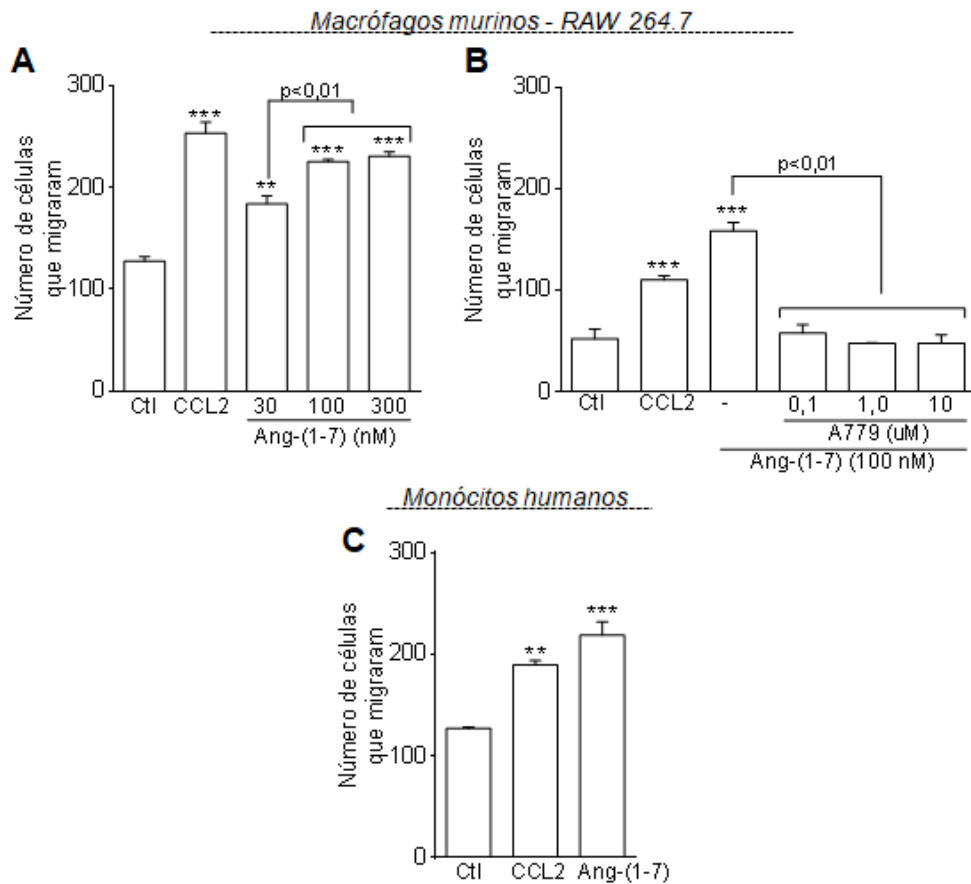 Macrófagos murinos - RAW 264.7
A
Número de células
que migraram
300
200
100
0
***
**
***
***
p<0,01
Ctl CCL2 30 100 300
Ang-(1-7) (nM)
B
Número de células
que migraram
300
200
100
0
***
***
p<0,01
Ctl CCL2 - 0,1 1,0 10
A779 (uM)
Ang-(1-7) (100 nM)
Monócitos humanos
C
Número de células
que migraram
300
200
100
0
**
***
Ctl CCL2 Ang-(1-7)